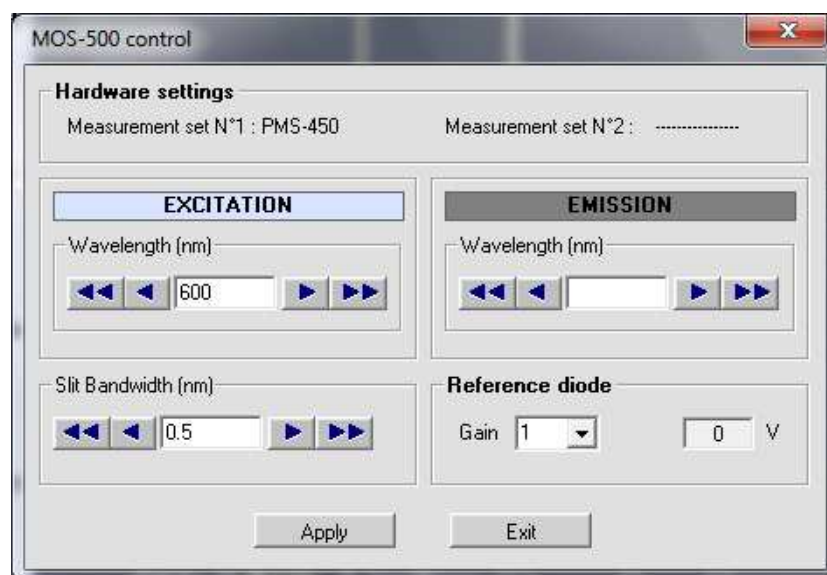 MOS-500 control
Hardware settings
Measurement set N°1 : PMS-450 Measurement set N°2 : ---------------
EXCITATION
Wavelength (nm)
600
EMISSION
Wavelength (nm)
Slit Bandwidth (nm)
0.5
Reference diode
Gain 1 0 V
Apply Exit